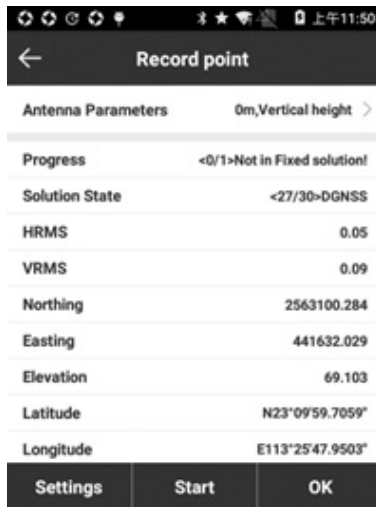 上午11:50
Record point
Antenna Parameters 0m,Vertical height
Progress <0/1>Not in Fixed solution!
Solution State <27/30>DGNSS
HRMS 0.05
VRMS 0.09
Northing 2563100.284
Easting 441632.029
Elevation 69.103
Latitude N23°09'59.7059"
Longitude E113°25'47.9503"
Settings Start OK